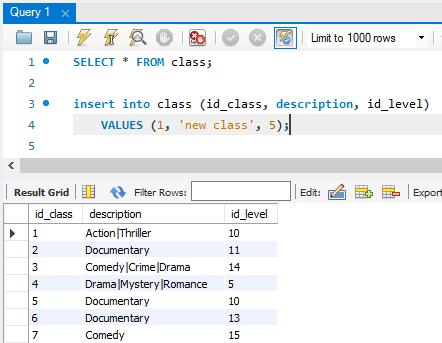 Query 1
Limit to 1000 rows
1 SELECT * FROM class;
2
3 insert into class (id_class, description, id_level)
4 VALUES (1, 'new class', 5);
5
Result Grid Filter Rows: Edit: Export
id_class description id_level
1 Action|Thriller 10
2 Documentary 11
3 Comedy|Crime|Drama 14
4 Drama|Mystery|Romance 5
5 Documentary 10
6 Documentary 13
7 Comedy 15